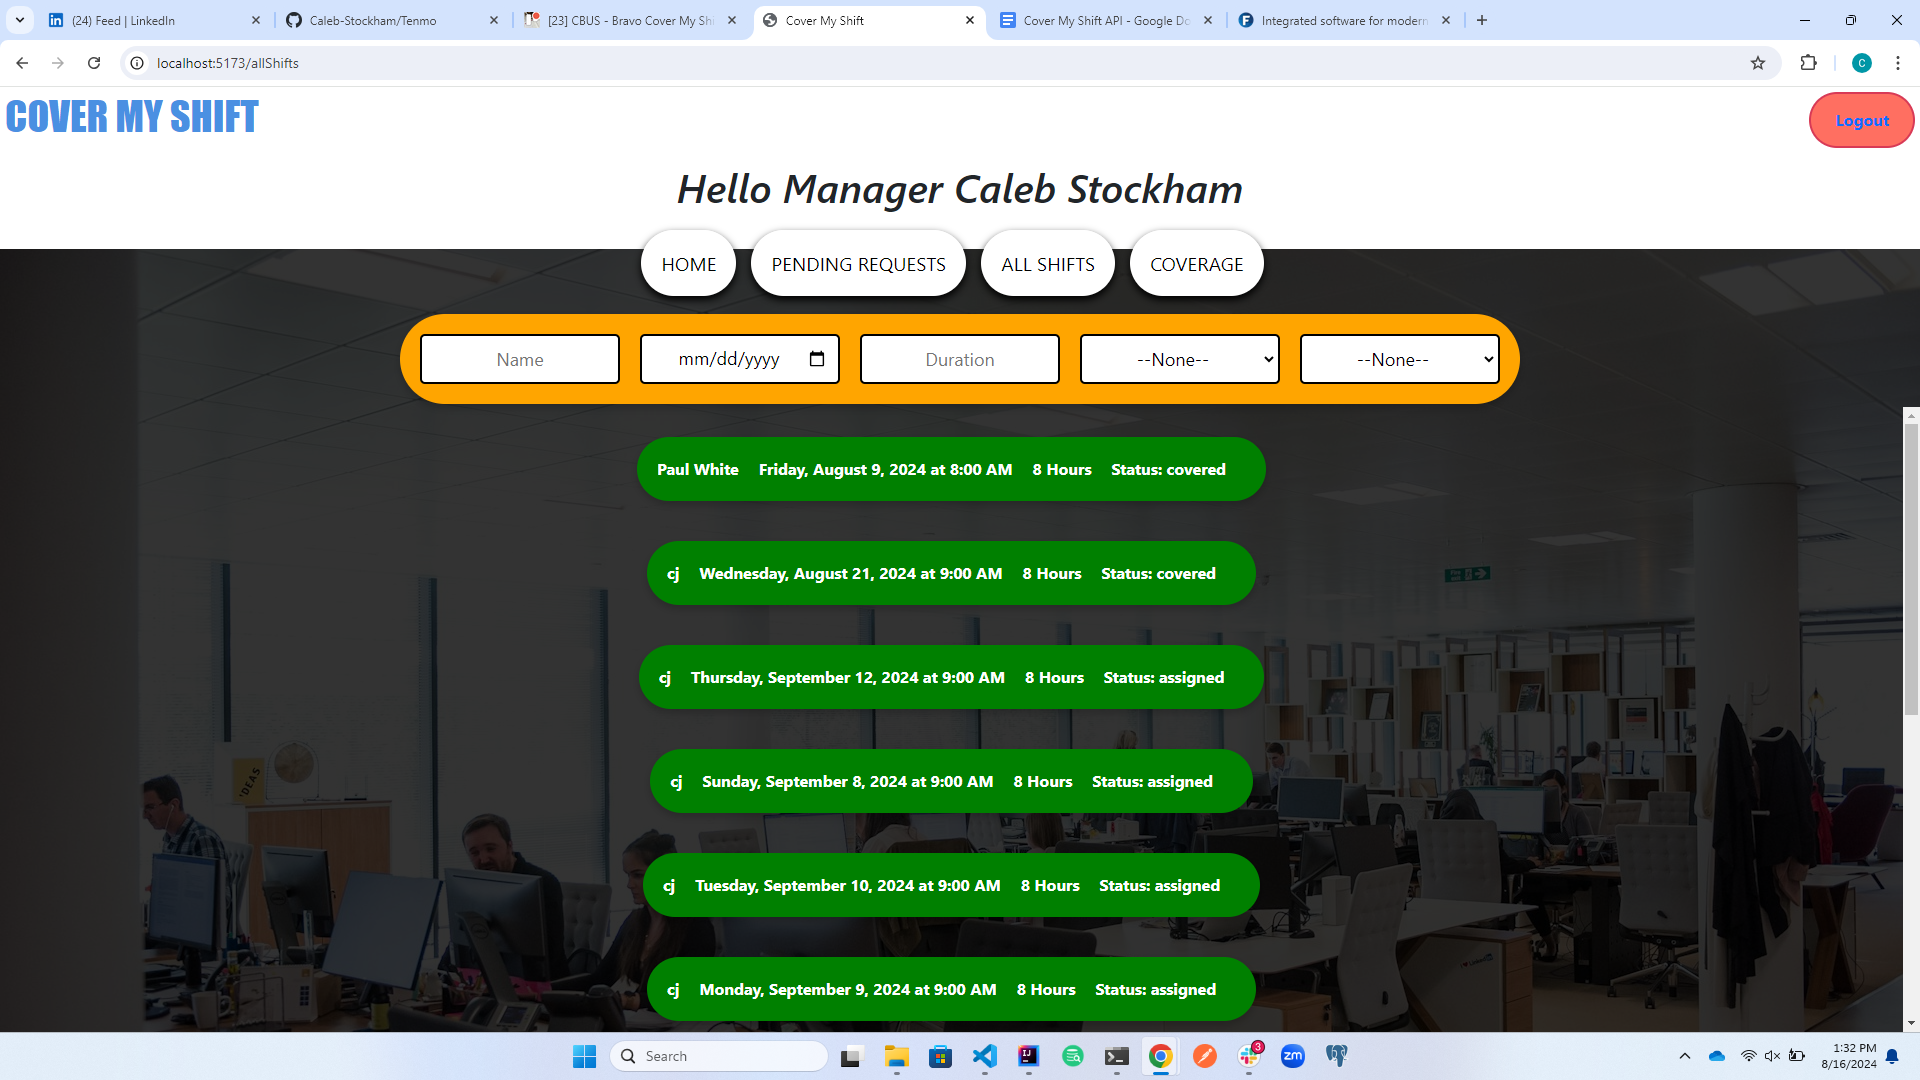 (24) Feed | LinkedIn
Caleb-Stockham/Tenmo
[23] CBUS - Bravo Cover My Shi
Cover My Shift
Cover My Shift API - Google Do
Integrated software for modern
localhost:5173/allShifts
C
COVER MY SHIFT
Logout
Hello Manager Caleb Stockham
HOME PENDING REQUESTS ALL SHIFTS COVERAGE
Name mm/dd/yyyy Duration --None-- --None--
Paul White Friday, August 9, 2024 at 8:00 AM 8 Hours Status: covered
cj Wednesday, August 21, 2024 at 9:00 AM 8 Hours Status: covered
cj Thursday, September 12, 2024 at 9:00 AM 8 Hours Status: assigned
cj Sunday, September 8, 2024 at 9:00 AM 8 Hours Status: assigned
IDEAS
cj Tuesday, September 10, 2024 at 9:00 AM 8 Hours Status: assigned
cj Monday, September 9, 2024 at 9:00 AM 8 Hours Status: assigned
Search
3
zm
1:32 PM
8/16/2024